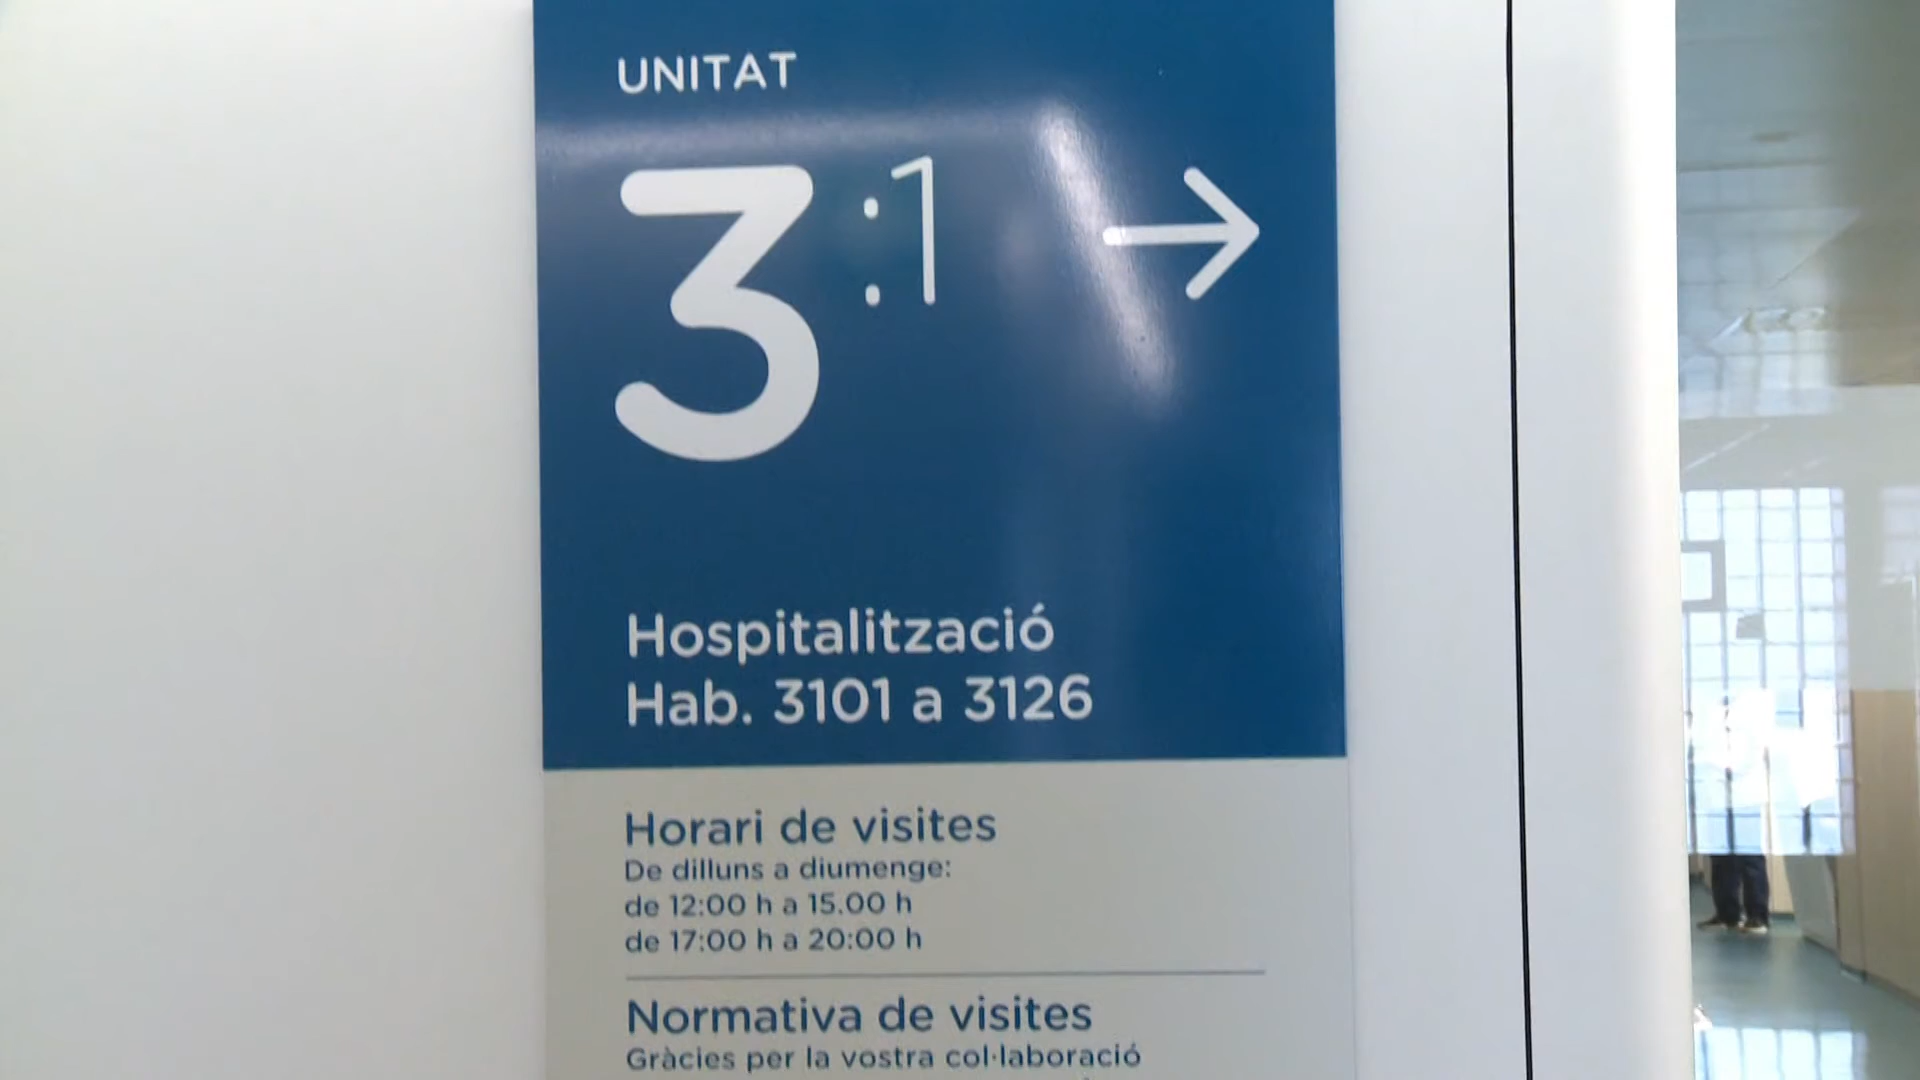 UNITAT
3:1 →
Hospitalització
Hab. 3101 a 3126
Horari de visites
De dilluns a diumenge:
de 12:00 h a 15.00 h
de 17:00 h a 20:00 h
Normativa de visites
Gràcies per la vostra col·laboració